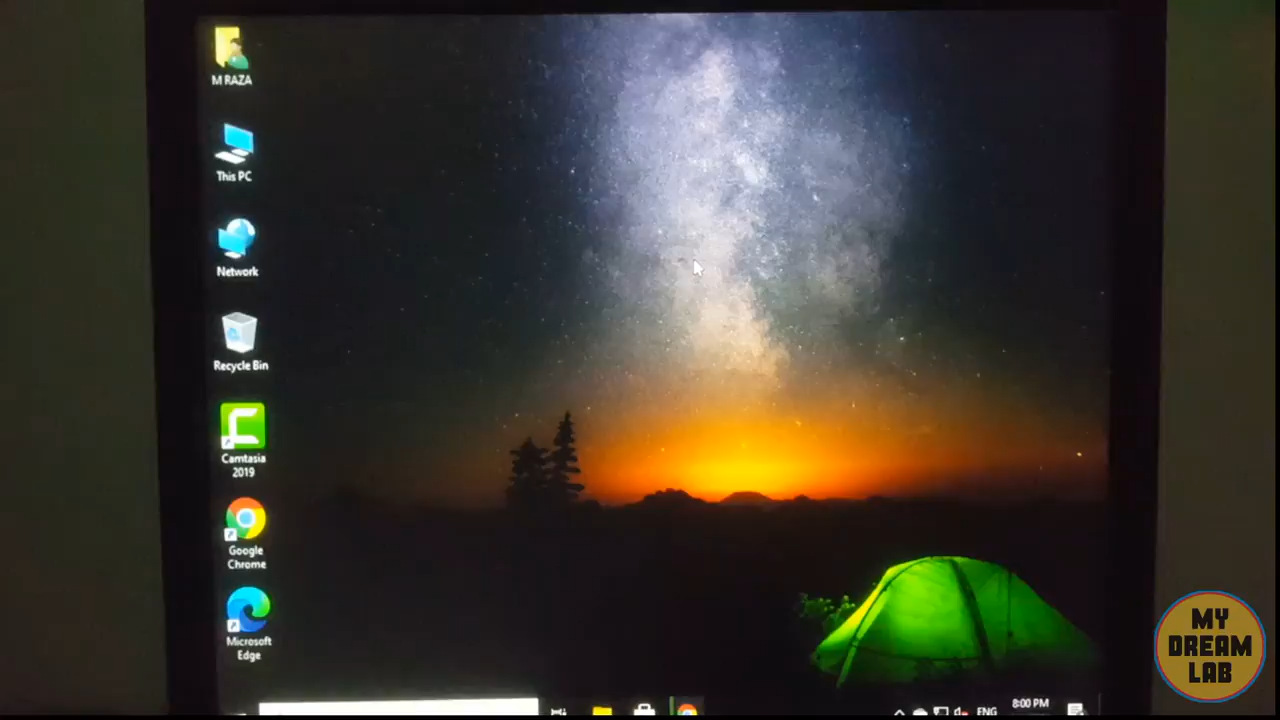 M RAZA
This PC
Network
Recycle Bin
Camtasia
2019
Google
Chrome
Microsoft
Edge
ENG
8:00 PM
MY
DREAM
LAB